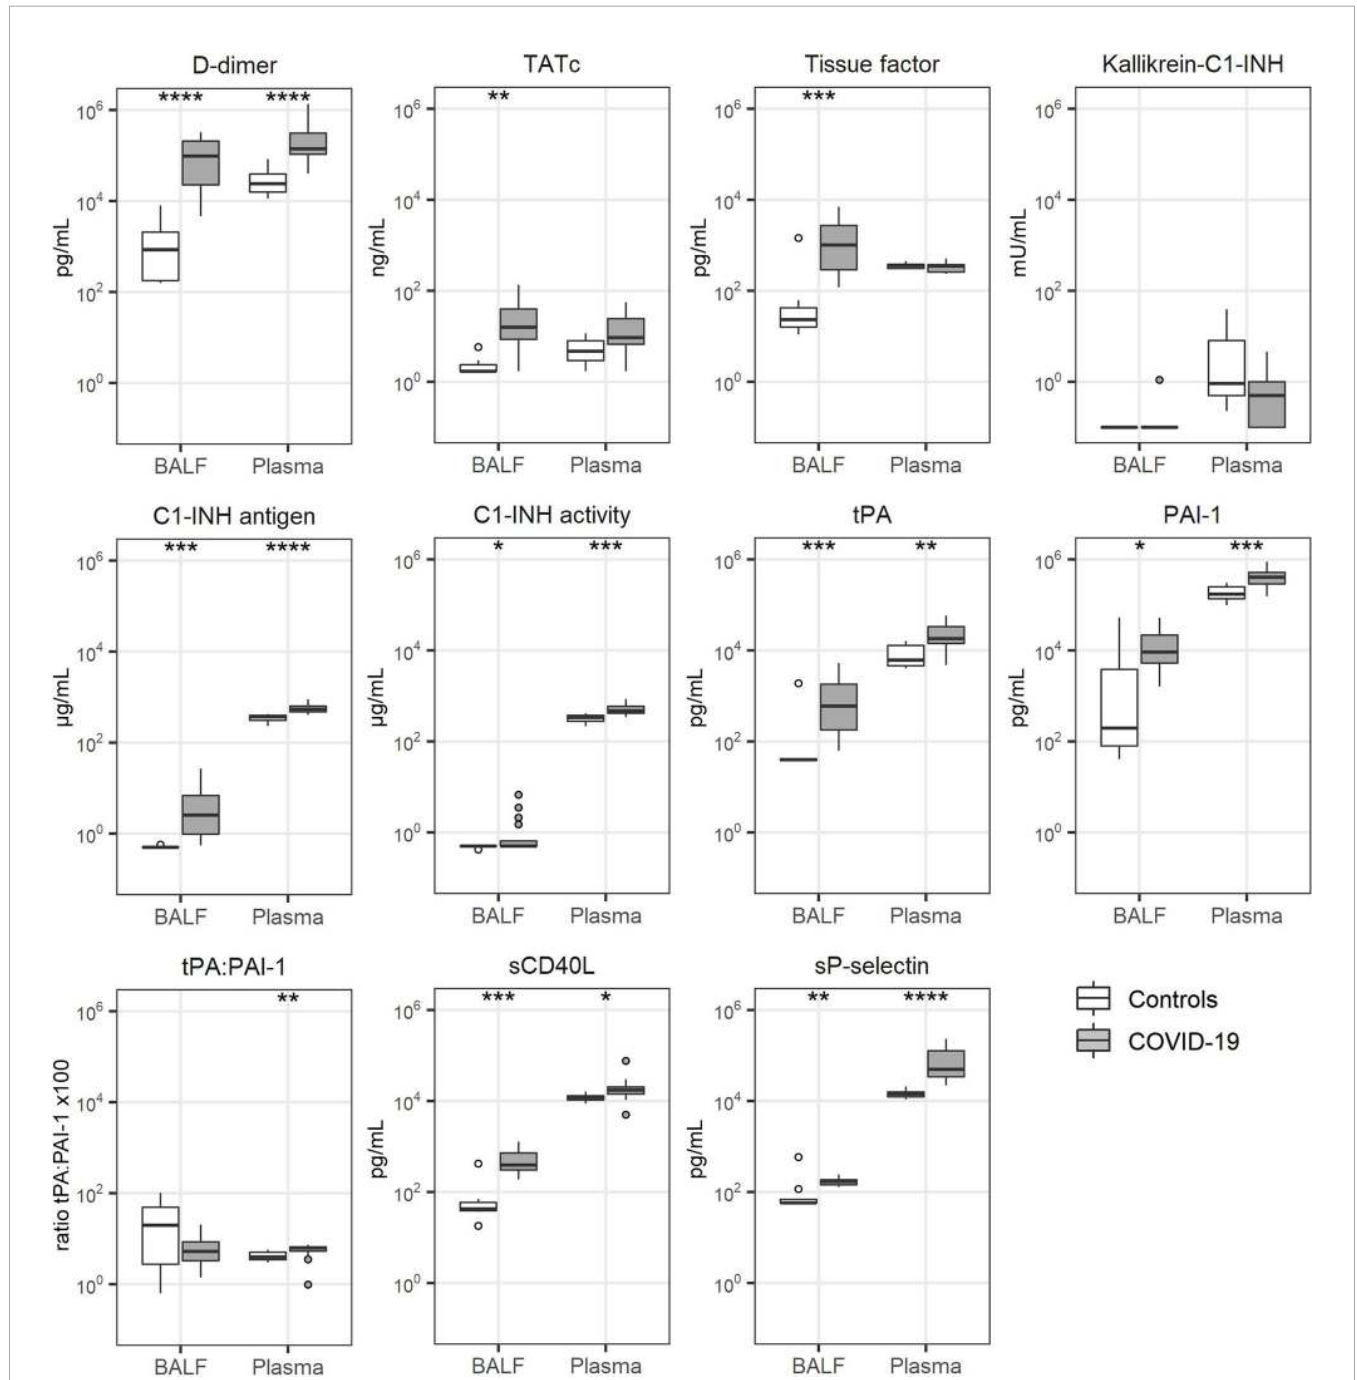 D-dimer
**** ****
10⁶
10⁴
10²
10⁰
pg/mL
BALF Plasma
TATc
**
10⁶
10⁴
10²
10⁰
ng/mL
BALF Plasma
Tissue factor
***
10⁶
10⁴
10²
10⁰
pg/mL
BALF Plasma
Kallikrein-C1-INH
10⁶
10⁴
10²
10⁰
mU/mL
BALF Plasma
C1-INH antigen
*** ****
10⁶
10⁴
10²
10⁰
µg/mL
BALF Plasma
C1-INH activity
* ***
10⁶
10⁴
10²
10⁰
µg/mL
BALF Plasma
tPA
*** **
10⁶
10⁴
10²
10⁰
pg/mL
BALF Plasma
PAI-1
* ***
10⁶
10⁴
10²
10⁰
pg/mL
BALF Plasma
tPA:PAI-1
**
10⁶
10⁴
10²
10⁰
ratio tPA:PAI-1 x100
BALF Plasma
sCD40L
*** *
10⁶
10⁴
10²
10⁰
pg/mL
BALF Plasma
sP-selectin
** ****
10⁶
10⁴
10²
10⁰
pg/mL
BALF Plasma
Controls
COVID-19